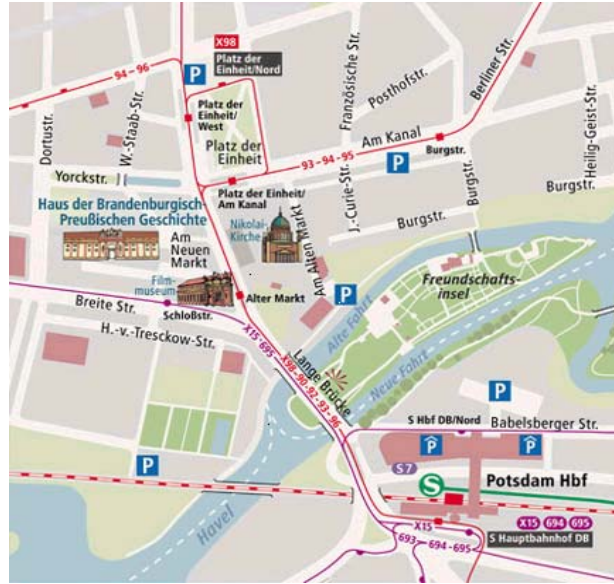 X98
Platz der
Einheit/Nord
94-96
P
Berliner Str.
Französische Str.
Posthofstr.
Heilig-Geist-Str.
Dortustr.
W.-Staab-Str.
Platz der
Einheit/
West
Platz der
Einheit
Am Kanal
93-94-95
Burgstr.
P
Yorckstr.
Platz der Einheit/
Am Kanal
J.-Curie-Str.
Burgstr.
Burgstr.
Haus der Brandenburgisch-
Preußischen Geschichte
Nikolai-
Kirche
Am Alten Markt
Burgstr.
Am
Neuen
Markt
Film-
museum
Alter Markt
P
Freundschafts-
insel
Alte Fahrt
Breite Str.
Schloßstr.
H.-v.-Tresckow-Str.
X15-695
X98-90-92-93-96
Lange Brücke
Neue Fahrt
P
S Hbf DB/Nord
Babelsberger Str.
P
P
P
S 7
S
Potsdam Hbf
Havel
X15
X15 694 695
S Hauptbahnhof DB
693
694-695